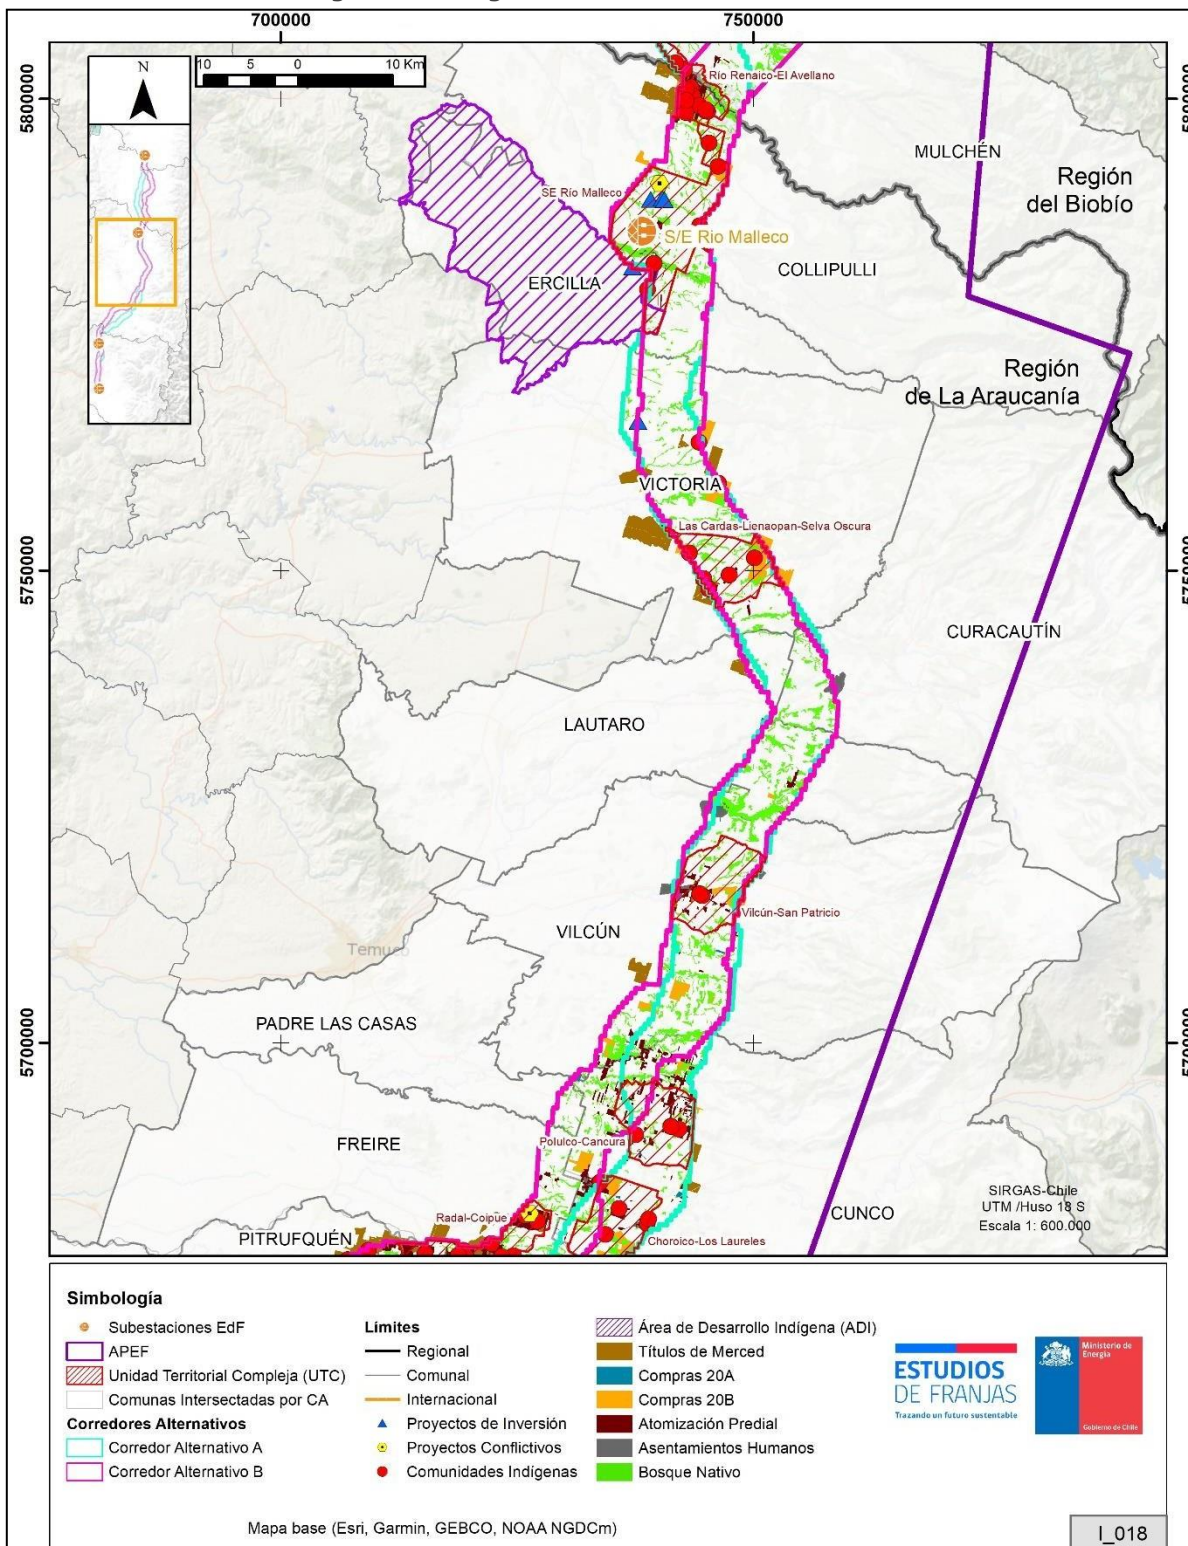 700000
750000
N
10 5 0 10 Km
Río Renaico-El Avellano
5800000
5800000
MULCHÉN
Región
del Biobío
SE Río Malleco
S/E Rio Malleco
COLLIPULLI
ERCILLA
Región
de La Araucanía
VICTORIA
Las Cardas-Lienaopan-Selva Oscura
5750000
5750000
CURACAUTÍN
LAUTARO
Vilcún-San Patricio
VILCÚN
Temuco
PADRE LAS CASAS
5700000
5700000
FREIRE
Polulco-Cancura
SIRGAS-Chile
UTM /Huso 18 S
Escala 1: 600.000
Radal-Coipue
CUNCO
PITRUFQUÉN
Choroico-Los Laureles
Simbología
Subestaciones EdF
APEF
Unidad Territorial Compleja (UTC)
Comunas Intersectadas por CA
Corredores Alternativos
Corredor Alternativo A
Corredor Alternativo B
Límites
Regional
Comunal
Internacional
Proyectos de Inversión
Proyectos Conflictivos
Comunidades Indígenas
Área de Desarrollo Indígena (ADI)
Títulos de Merced
Compras 20A
Compras 20B
Atomización Predial
Asentamientos Humanos
Bosque Nativo
ESTUDIOS
DE FRANJAS
Trazando un futuro sustentable
Ministerio de
Energía
Gobierno de Chile
Mapa base (Esri, Garmin, GEBCO, NOAA NGDCm)
I_018